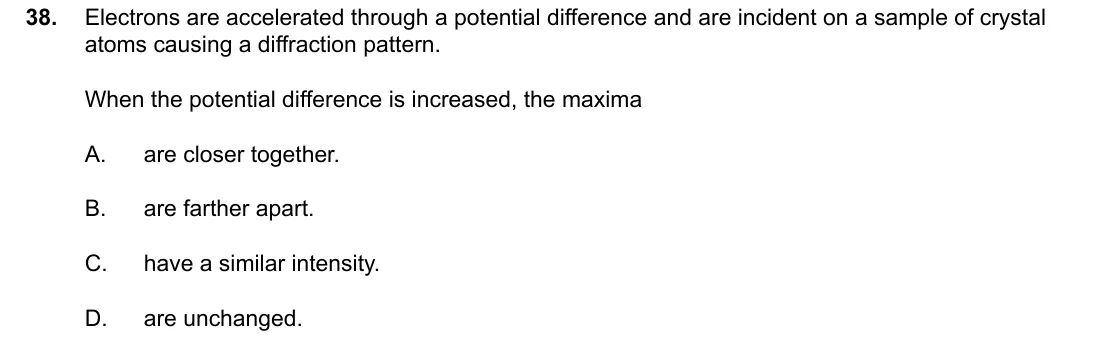 38. Electrons are accelerated through a potential difference and are incident on a sample of crystal
atoms causing a diffraction pattern.
When the potential difference is increased, the maxima
A. are closer together.
B. are farther apart.
C. have a similar intensity.
D. are unchanged.